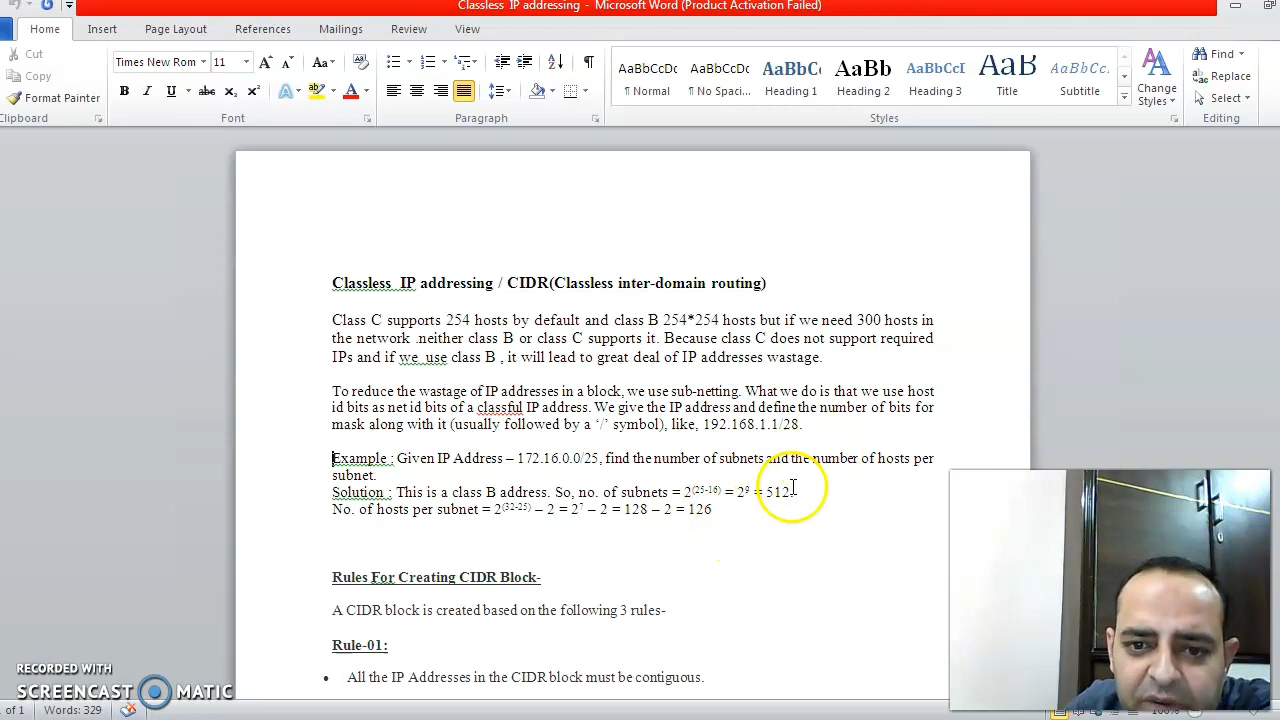 Classless IP addressing - Microsoft Word (Product Activation Failed)
Home Insert Page Layout References Mailings Review View
Cut
Copy
Format Painter
Clipboard
Times New Rom 11
Font
Paragraph
AaBbCcDc AaBbCcDc AaBbC AaBb AaBbCcI AaB AaBbCc.
¶ Normal ¶ No Spaci... Heading 1 Heading 2 Heading 3 Title Subtitle
Styles
Change
Styles
Find
Replace
Select
Editing
Classless IP addressing / CIDR(Classless inter-domain routing)
Class C supports 254 hosts by default and class B 254*254 hosts but if we need 300 hosts in
the network .neither class B or class C supports it. Because class C does not support required
IPs and if we use class B , it will lead to great deal of IP addresses wastage.
To reduce the wastage of IP addresses in a block, we use sub-netting. What we do is that we use host
id bits as net id bits of a classful IP address. We give the IP address and define the number of bits for
mask along with it (usually followed by a ‘/’ symbol), like, 192.168.1.1/28.
Example : Given IP Address – 172.16.0.0/25, find the number of subnets and the number of hosts per
subnet.
Solution : This is a class B address. So, no. of subnets = 2(25-16) = 2⁹ = 512.
No. of hosts per subnet = 2(32-25) – 2 = 2⁷ – 2 = 128 – 2 = 126
Rules For Creating CIDR Block-
A CIDR block is created based on the following 3 rules-
Rule-01:
• All the IP Addresses in the CIDR block must be contiguous.
RECORDED WITH
SCREENCAST MATIC
of 1 Words: 329 100%